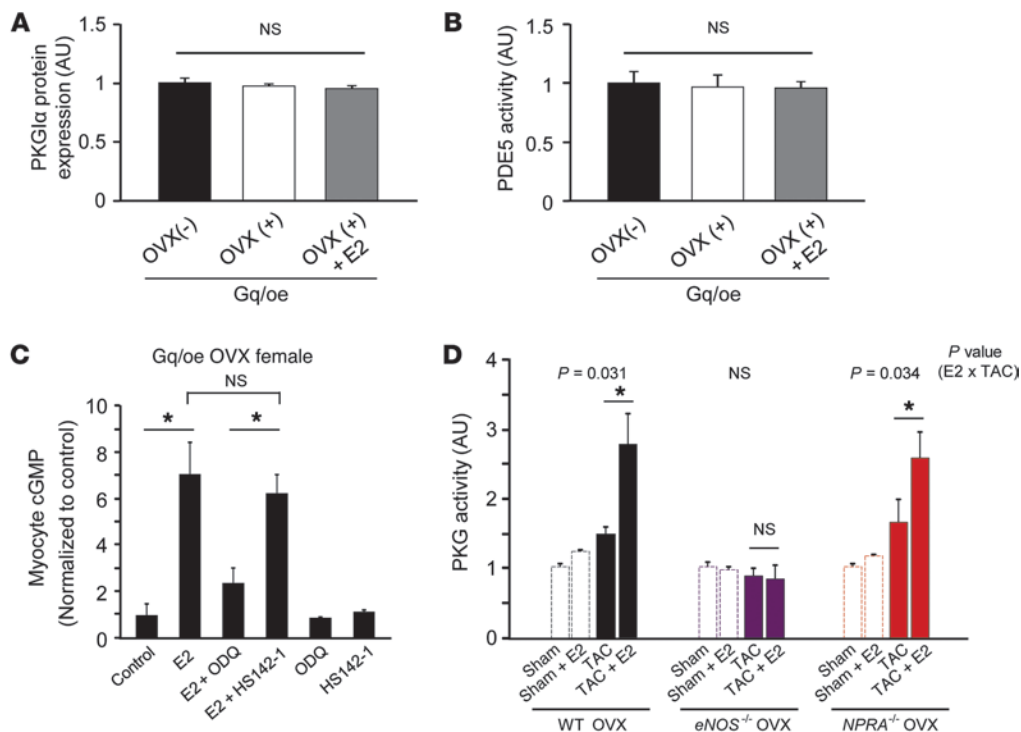 A
PKGIα protein
expression (AU)
1.5
1
0.5
0
NS
OVX(-)
OVX (+)
OVX (+)
+ E2
Gq/oe
B
PDE5 activity (AU)
1.5
1
0.5
0
NS
OVX(-)
OVX (+)
OVX (+)
+ E2
Gq/oe
C
Gq/oe OVX female
NS
*
*
Myocyte cGMP
(Normalized to control)
10
8
6
4
2
0
Control
E2
E2 + ODQ
E2 + HS142-1
ODQ
HS142-1
D
P value
(E2 x TAC)
P = 0.031
NS
P = 0.034
*
NS
*
PKG activity (AU)
4
3
2
1
0
Sham
Sham + E2
TAC
TAC + E2
Sham
Sham + E2
TAC
TAC + E2
Sham
Sham + E2
TAC
TAC + E2
WT OVX
eNOS-/- OVX
NPRA-/- OVX